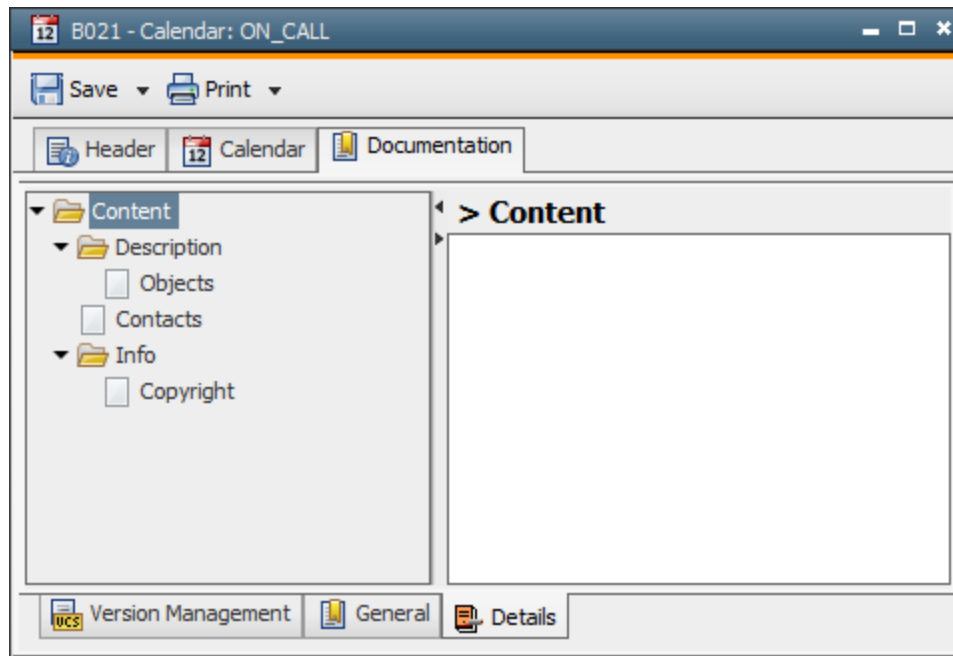 12 B021 - Calendar: ON_CALL
Save Print
Header 12 Calendar Documentation
Content
Description
Objects
Contacts
Info
Copyright
> Content
VCS Version Management General Details